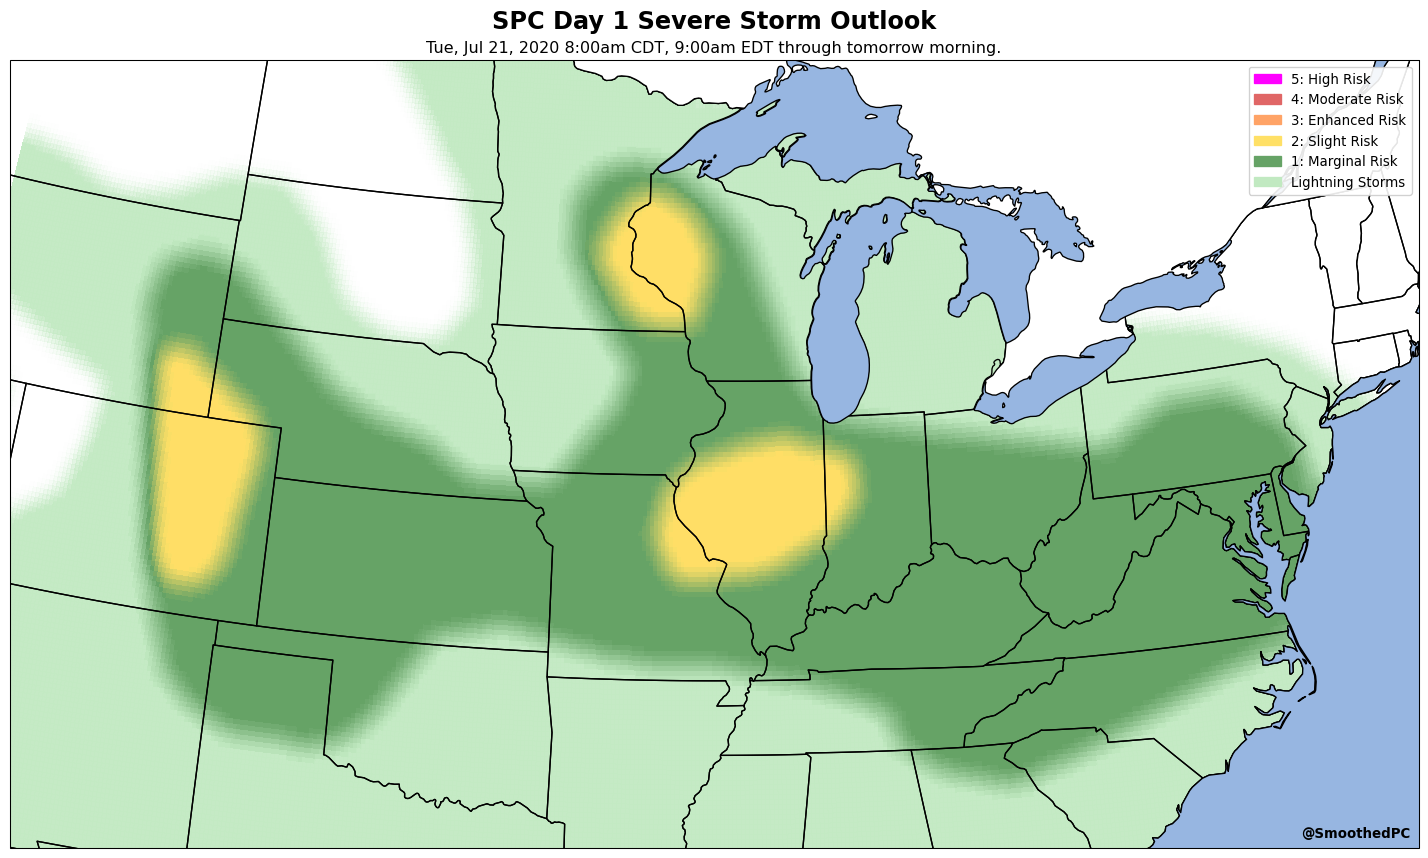 SPC Day 1 Severe Storm Outlook
Tue, Jul 21, 2020 8:00am CDT, 9:00am EDT through tomorrow morning.
5: High Risk
4: Moderate Risk
3: Enhanced Risk
2: Slight Risk
1: Marginal Risk
Lightning Storms
@SmoothedPC